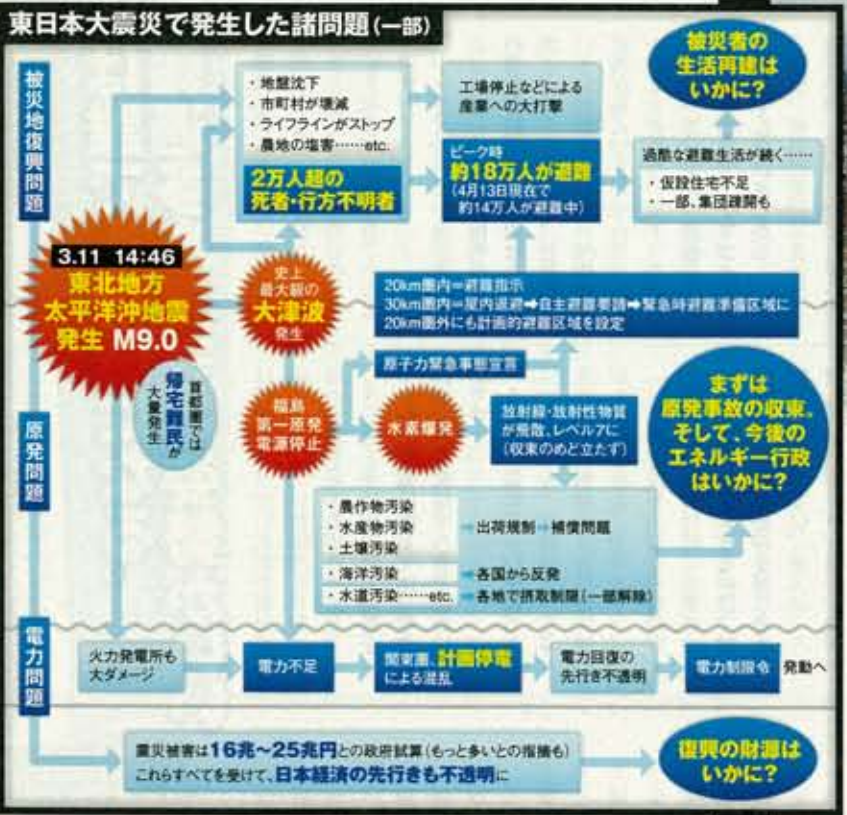 東日本大震災で発生した諸問題(一部)
被災地復興問題
・地盤沈下
・市町村が壊滅
・ライフラインがストップ
・農地の塩害……etc.
2万人超の
死者・行方不明者
工場停止などによる
産業への大打撃
ピーク時
約18万人が避難
(4月13日現在で
約14万人が避難中)
被災者の
生活再建は
いかに?
過酷な避難生活が続く……
・仮設住宅不足
・一部、集団疎開も
3.11 14:46
東北地方
太平洋沖地震
発生 M9.0
史上
最大級の
大津波
発生
20km圏内=避難指示
30km圏内=屋内退避➡自主避難要請➡緊急時避難準備区域に
20km圏外にも計画的避難区域を設定
首都圏では
帰宅難民が
大量発生
原発問題
原子力緊急事態宣言
福島
第一原発
電源停止
水素爆発
放射線・放射性物質
が飛散、レベル7に
(収束のめど立たず)
まずは
原発事故の収束。
そして、今後の
エネルギー行政
はいかに?
・農作物汚染
・水産物汚染
・土壌汚染
出荷規制➡補償問題
・海洋汚染
各国から反発
・水道汚染……etc.
各地で摂取制限(一部解除)
電力問題
火力発電所も
大ダメージ
電力不足
関東圏、計画停電
による混乱
電力回復の
先行き不透明
電力制限令 発動へ
震災被害は16兆〜25兆円との政府試算(もっと多いとの指摘も)
これらすべてを受けて、日本経済の先行きも不透明に
復興の財源は
いかに?